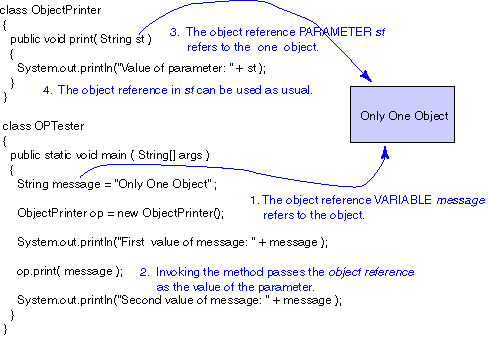 class ObjectPrinter
{
public void print( String st )
3.  The object reference PARAMETER st
{
refers to the  one  object.
System.out.println("Value of parameter: " + st );
}
4.  The object reference in st can be used as usual.
}
Only One Object
class OPTester
{
public static void main ( String[] args )
{
String message = "Only One Object" ;
1. The object reference VARIABLE message
refers to the object.
ObjectPrinter op = new ObjectPrinter();
System.out.println("First  value of message: " + message );
op.print( message );
2.  Invoking the method passes the object reference
as the value of the parameter.
System.out.println("Second value of message: " + message );
}
}